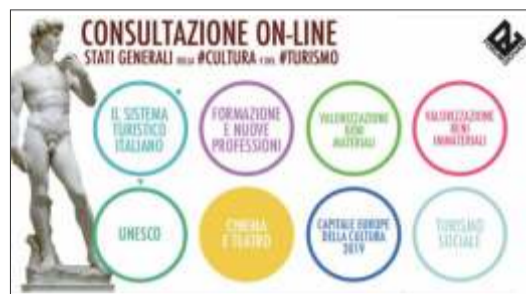 CONSULTAZIONE ON-LINE
STATI GENERALI DELLA #CULTURA E DEL #TURISMO
IL SISTEMA
TURISTICO
ITALIANO
FORMAZIONE
E NUOVE
PROFESSIONI
VALORIZZAZIONE
BENI
MATERIALI
VALORIZZAZIONE
BENI
IMMATERIALI
UNESCO
CINEMA
E TEATRO
CAPITALE EUROPE
DELLA CULTURA
2019
TURISMO
SOCIALE